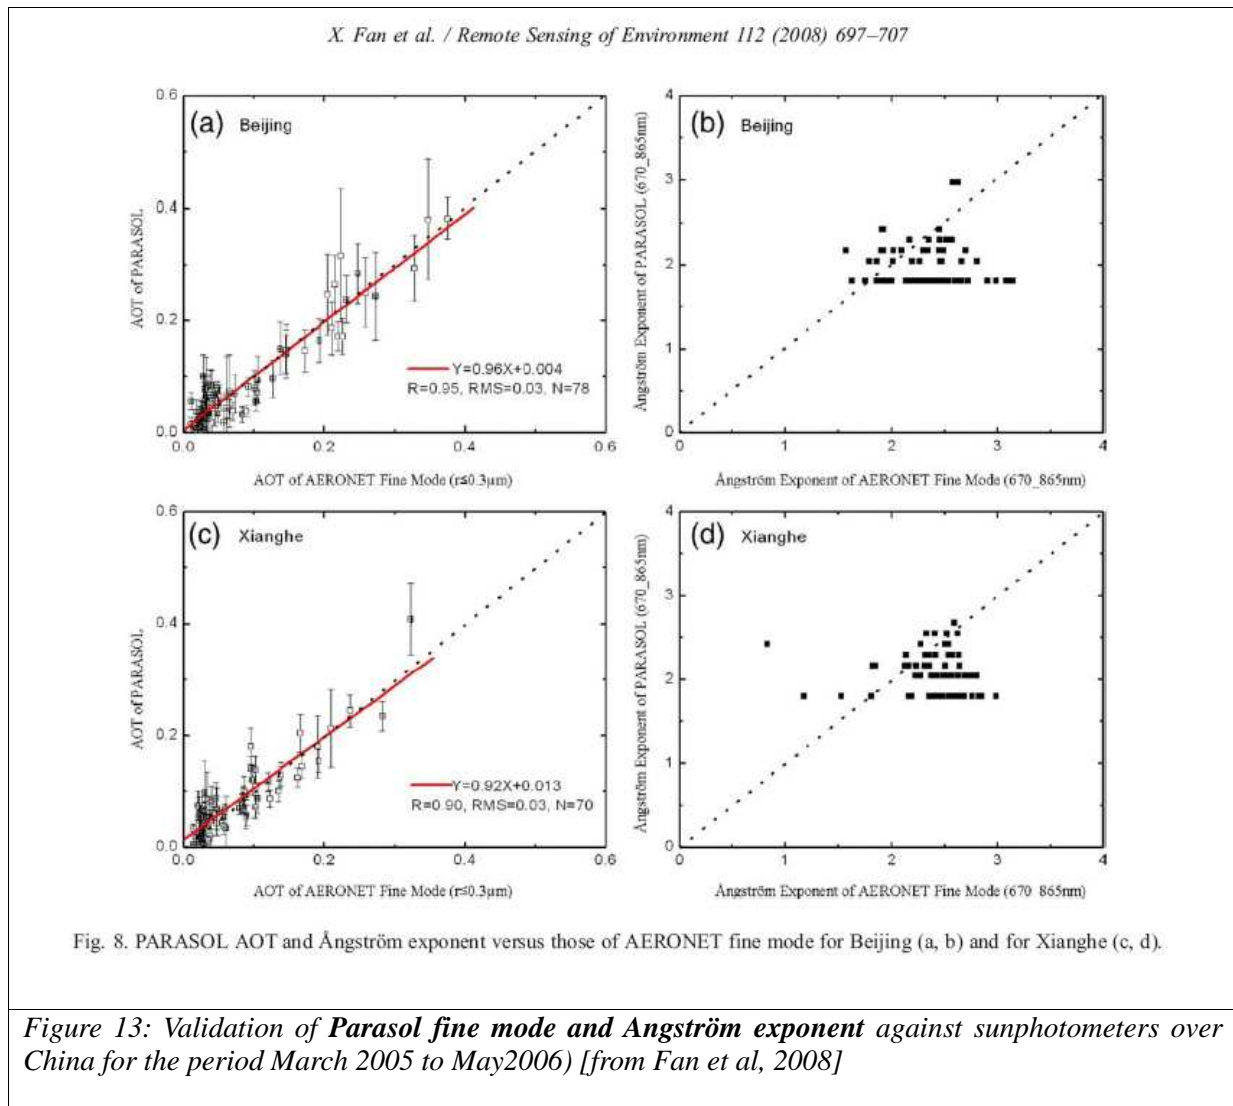 X. Fan et al. / Remote Sensing of Environment 112 (2008) 697–707
(a) Beijing
AOT of PARASOL
0.6
0.4
0.2
0.0
Y=0.96X+0.004
R=0.95, RMS=0.03, N=78
0.0 0.2 0.4 0.6
AOT of AERONET Fine Mode (r≤0.3μm)
(b) Beijing
Ångström Exponent of PARASOL (670_865nm)
4
3
2
1
0
0 1 2 3 4
Ångström Exponent of AERONET Fine Mode (670_865nm)
(c) Xianghe
AOT of PARASOL
0.6
0.4
0.2
0.0
Y=0.92X+0.013
R=0.90, RMS=0.03, N=70
0.0 0.2 0.4 0.6
AOT of AERONET Fine Mode (r≤0.3μm)
(d) Xianghe
Ångström Exponent of PARASOL (670_865nm)
4
3
2
1
0
0 1 2 3 4
Ångström Exponent of AERONET Fine Mode (670_865nm)
Fig. 8. PARASOL AOT and Ångström exponent versus those of AERONET fine mode for Beijing (a, b) and for Xianghe (c, d).
Figure 13: Validation of Parasol fine mode and Angström exponent against sunphotometers over
China for the period March 2005 to May2006) [from Fan et al, 2008]